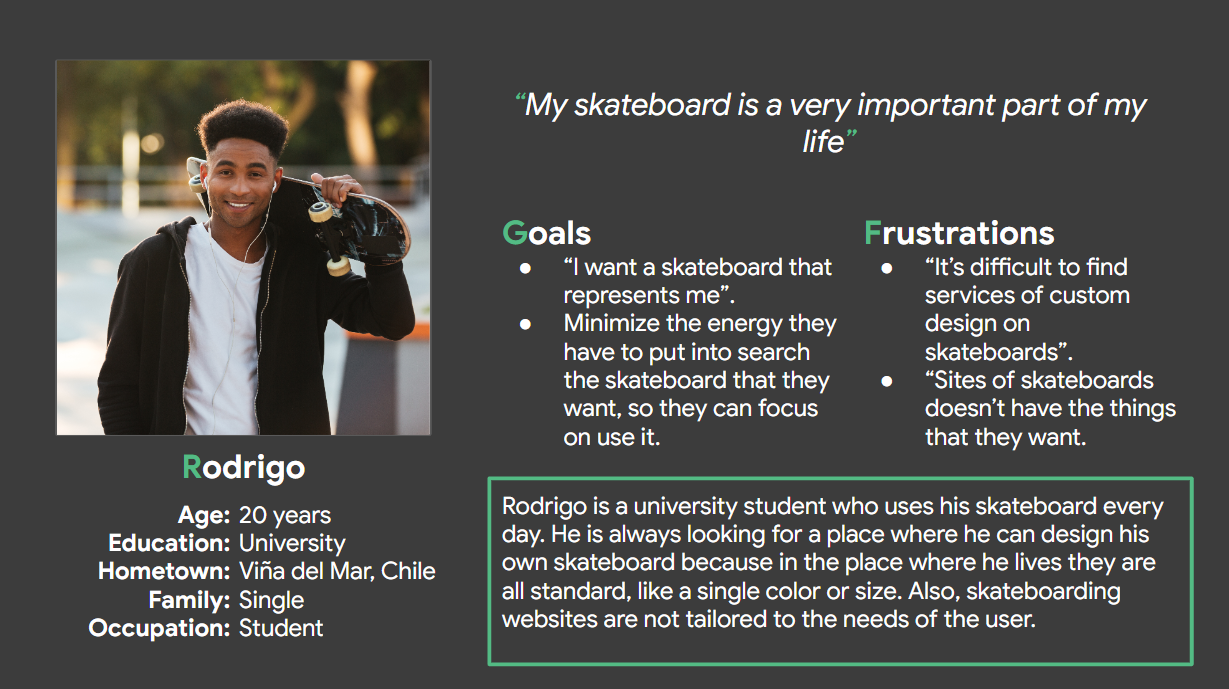 “My skateboard is a very important part of my
life”
Goals
● “I want a skateboard that
represents me”.
● Minimize the energy they
have to put into search
the skateboard that they
want, so they can focus
on use it.
Frustrations
● “It’s difficult to find
services of custom
design on
skateboards”.
● “Sites of skateboards
doesn’t have the things
that they want.
Rodrigo
Age: 20 years
Education: University
Hometown: Viña del Mar, Chile
Family: Single
Occupation: Student
Rodrigo is a university student who uses his skateboard every
day. He is always looking for a place where he can design his
own skateboard because in the place where he lives they are
all standard, like a single color or size. Also, skateboarding
websites are not tailored to the needs of the user.